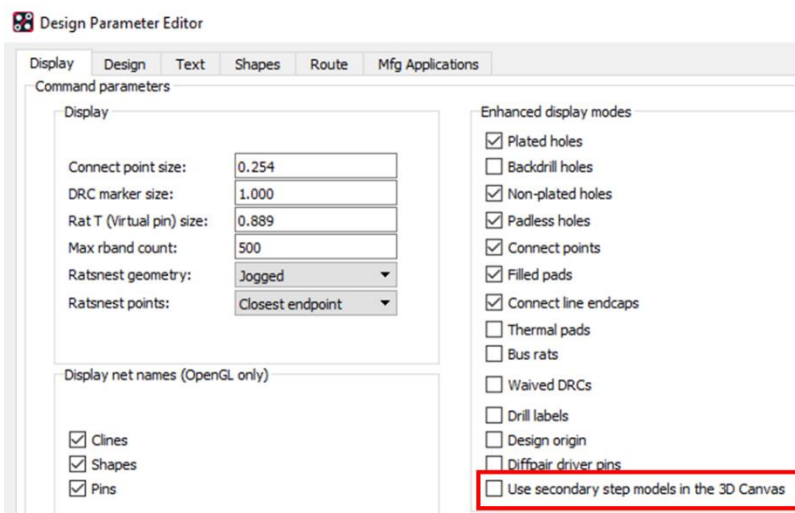 Design Parameter Editor
Display Design Text Shapes Route Mfg Applications
Command parameters
Display
Connect point size: 0.254
DRC marker size: 1.000
Rat T (Virtual pin) size: 0.889
Max rband count: 500
Ratsnest geometry: Jogged
Ratsnest points: Closest endpoint
Display net names (OpenGL only)
Clines
Shapes
Pins
Enhanced display modes
Plated holes
Backdrill holes
Non-plated holes
Padless holes
Connect points
Filled pads
Connect line endcaps
Thermal pads
Bus rats
Waived DRCs
Drill labels
Design origin
Diffpair driver pins
Use secondary step models in the 3D Canvas